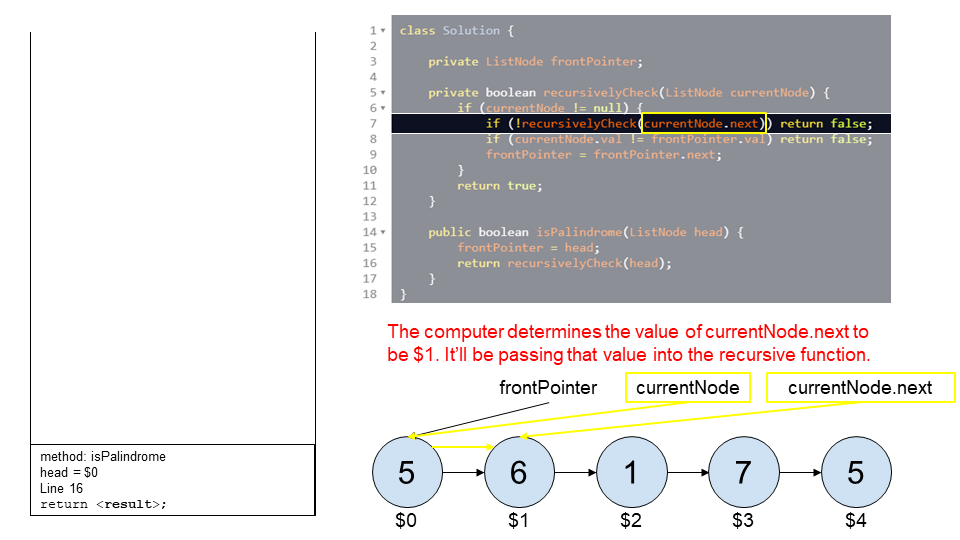 1 class Solution {
2
3 private ListNode frontPointer;
4
5 private boolean recursivelyCheck(ListNode currentNode) {
6 if (currentNode != null) {
7 if (!recursivelyCheck(currentNode.next)) return false;
8 if (currentNode.val != frontPointer.val) return false;
9 frontPointer = frontPointer.next;
10 }
11 return true;
12 }
13
14 public boolean isPalindrome(ListNode head) {
15 frontPointer = head;
16 return recursivelyCheck(head);
17 }
18 }
The computer determines the value of currentNode.next to
be $1. It'll be passing that value into the recursive function.
frontPointer currentNode currentNode.next
5 6 1 7 5
$0 $1 $2 $3 $4
method: isPalindrome
head = $0
Line 16
return <result>;